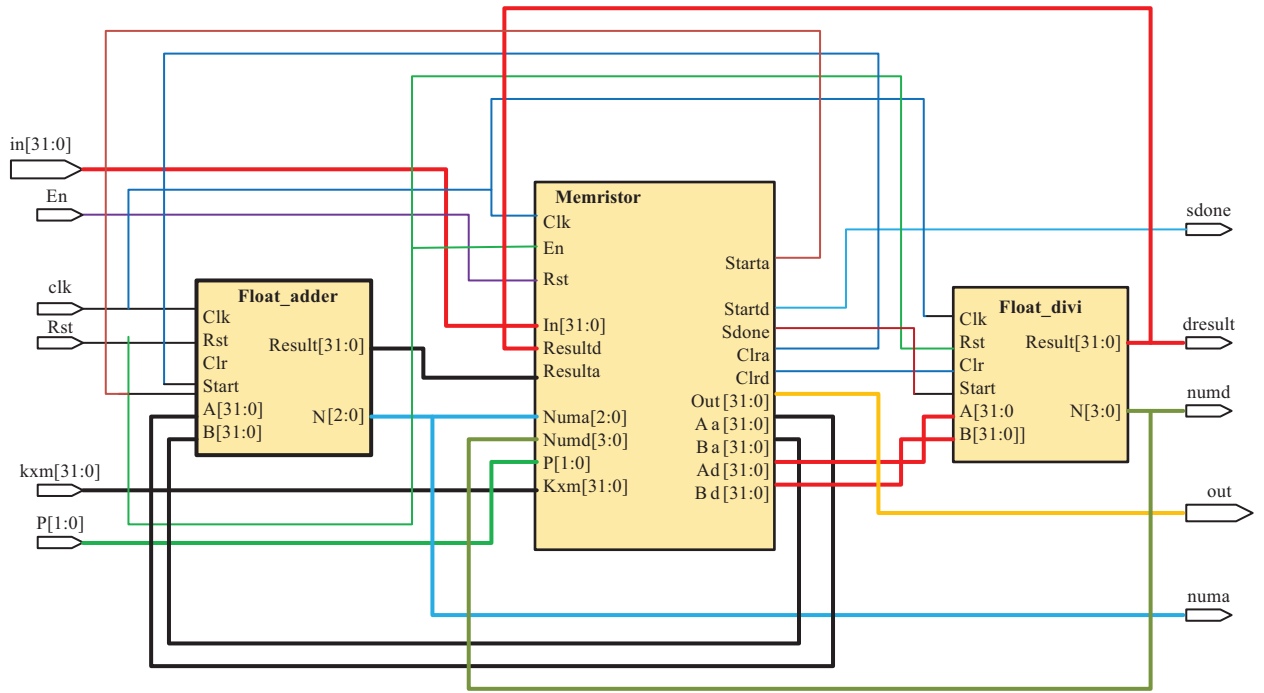 in[31:0]
En
clk
Rst
kxm[31:0]
P[1:0]
Float_adder
Clk
Rst
Clr
Start
A[31:0]
B[31:0]
Result[31:0]
N[2:0]
Memristor
Clk
En
Rst
In[31:0]
Resultd
Resulta
Numa[2:0]
Numd[3:0]
P[1:0]
Kxm[31:0]
Starta
Startd
Sdone
Clra
Clrd
Out[31:0]
Aa[31:0]
Ba[31:0]
Ad[31:0]
Bd[31:0]
Float_divi
Clk
Rst
Clr
Start
A[31:0
B[31:0]]
Result[31:0]
N[3:0]
sdone
dresult
numd
out
numa